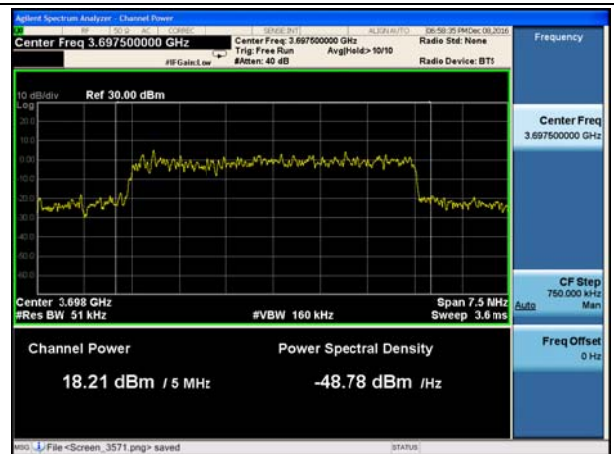 Agilent Spectrum Analyzer - Channel Power
RF 50 Ω AC CORREC SENSE:INT ALIGN AUTO 06:58:35 PM Dec 08, 2016
Center Freq 3.697500000 GHz
Center Freq: 3.697500000 GHz
Radio Std: None
Trig: Free Run Avg|Hold:> 10/10
#IFGain:Low #Atten: 40 dB Radio Device: BTS
Frequency
10 dB/div Ref 30.00 dBm
Log
20.0
10.0
0.00
-10.0
-20.0
-30.0
-40.0
-50.0
-60.0
Center Freq
3.697500000 GHz
CF Step
750.000 kHz
Auto Man
Freq Offset
0 Hz
Center 3.698 GHz Span 7.5 MHz
#Res BW 51 kHz #VBW 160 kHz Sweep 3.6 ms
Channel Power Power Spectral Density
18.21 dBm / 5 MHz -48.78 dBm /Hz
MSG File <Screen_3571.png> saved STATUS